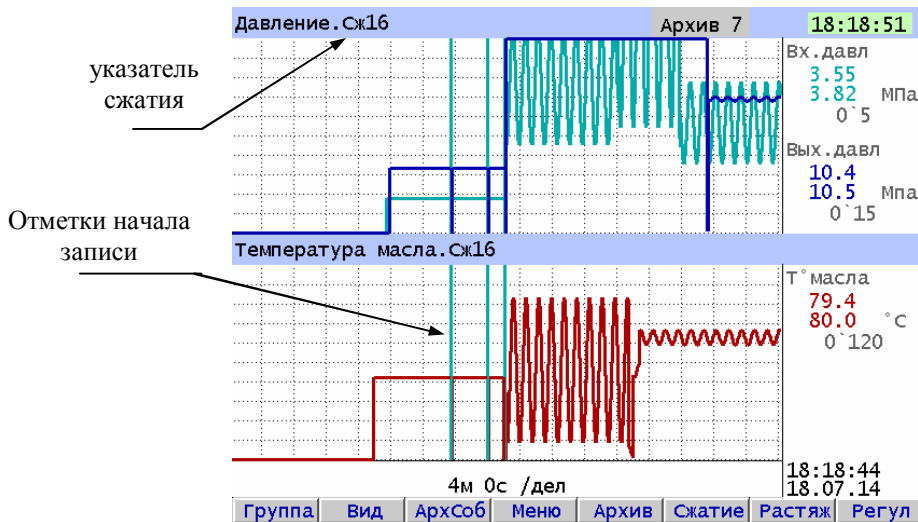 Давление.Сж16
Архив 7
18:18:51
указатель
сжатия
Вх.давл
3.55
3.82 МПа
0`5
Вых.давл
10.4
10.5 Мпа
0`15
Отметки начала
записи
Температура масла.Сж16
Т°масла
79.4
80.0 °С
0`120
4м 0с /дел
18:18:44
18.07.14
Группа Вид АрхСоб Меню Архив Сжатие Растяж Регул